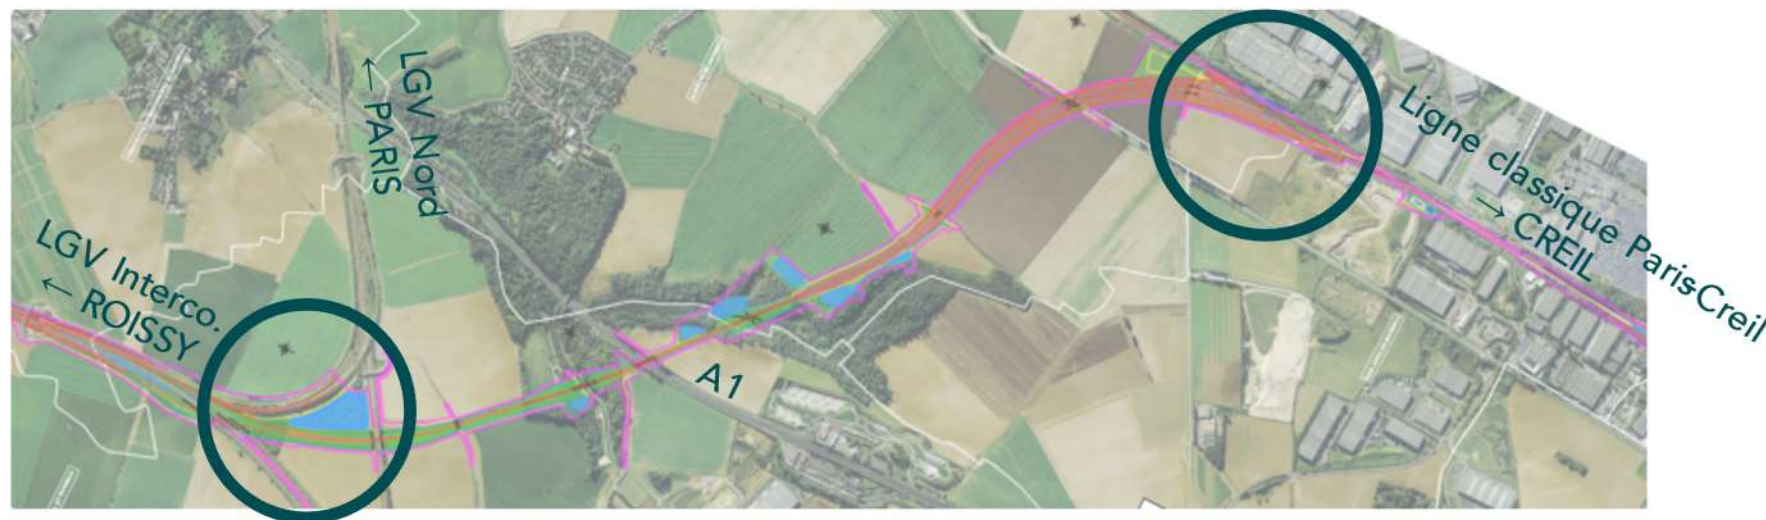 LGV Nord
← PARIS
LGV Interco.
← ROISSY
A1
Ligne classique Paris-Creil
→ CREIL